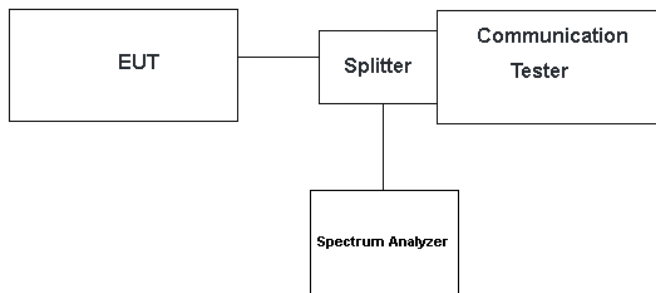 EUT
Splitter
Communication
Tester
Spectrum Analyzer